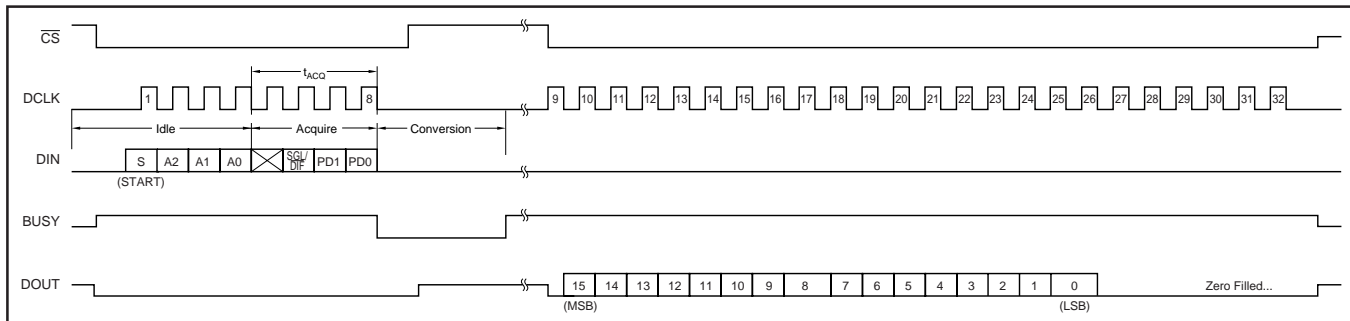 CS
tACQ
DCLK 1 8 9 10 11 12 13 14 15 16 17 18 19 20 21 22 23 24 25 26 27 28 29 30 31 32
Idle Acquire Conversion
DIN S A2 A1 A0 SGL/DIF PD1 PD0
(START)
BUSY
DOUT 15 14 13 12 11 10 9 8 7 6 5 4 3 2 1 0 Zero Filled...
(MSB) (LSB)